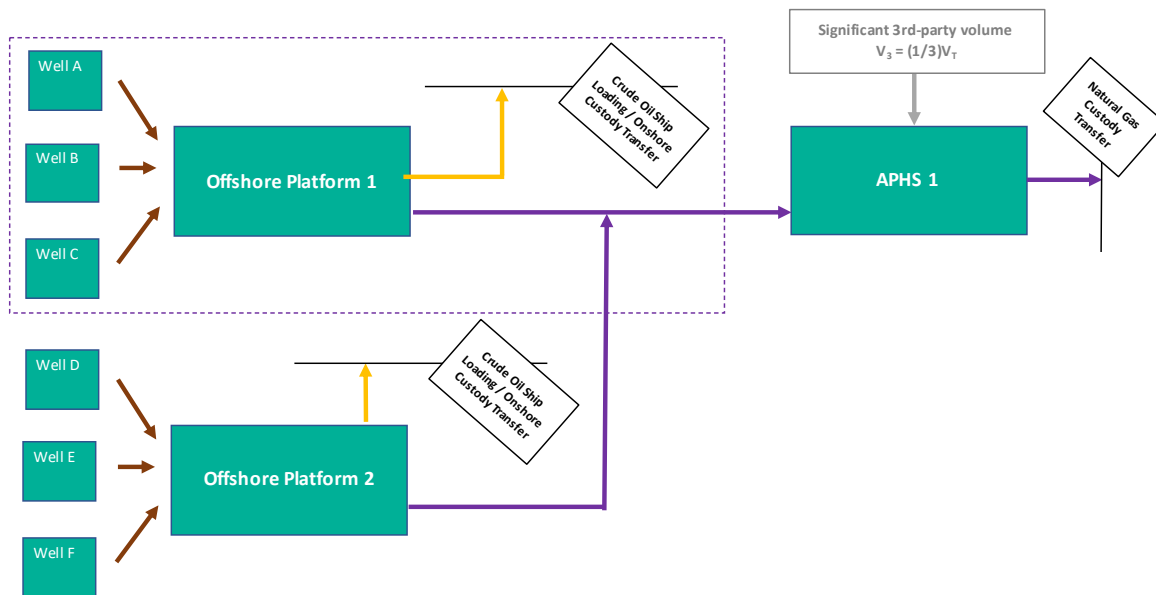 Well A
Well B
Well C
Offshore Platform 1
Crude Oil Ship
Loading / Onshore
Custody Transfer
Significant 3rd-party volume
V₃ = (1/3)V_T
APHS 1
Natural Gas
Custody
Transfer
Well D
Well E
Well F
Offshore Platform 2
Crude Oil Ship
Loading / Onshore
Custody Transfer